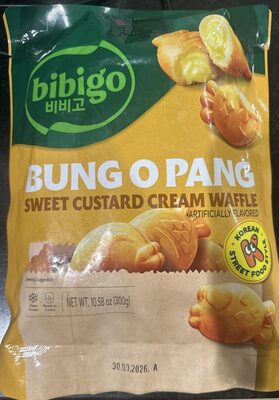 bibigo
비비고
BUNG O PANG
SWEET CUSTARD CREAM WAFFLE
ARTIFICIALLY FLAVORED
KOREAN
STREET FOOD STYLE
NET WT. 10.58 oz (300g)
30.03.2026. A